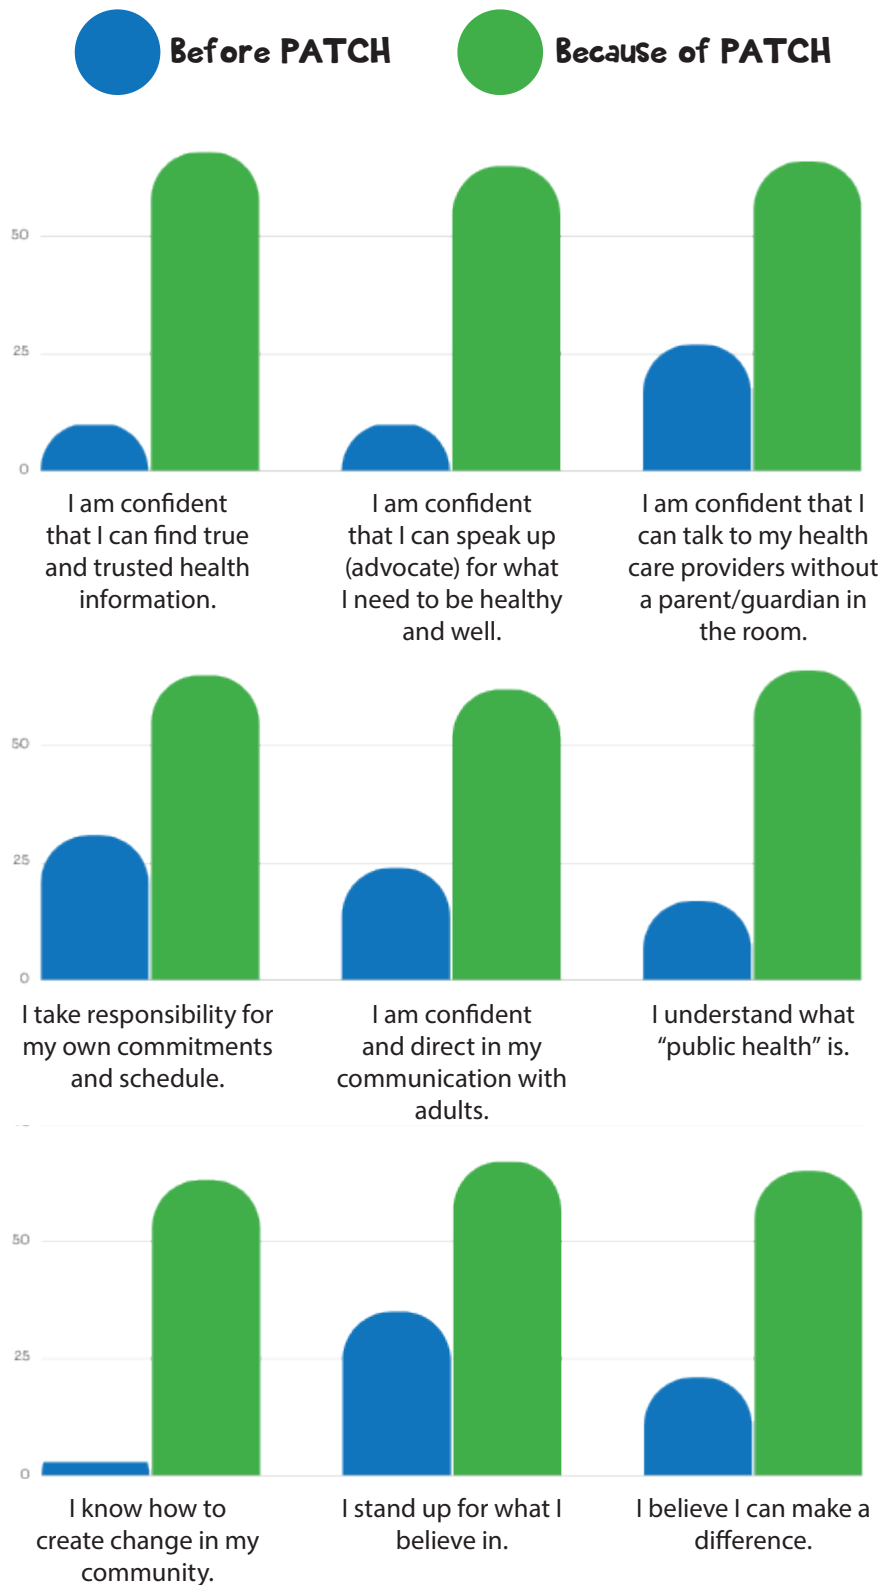 Before PATCH
Because of PATCH
50
25
0
I am confident
that I can find true
and trusted health
information.
I am confident
that I can speak up
(advocate) for what
I need to be healthy
and well.
I am confident that I
can talk to my health
care providers without
a parent/guardian in
the room.
50
25
0
I take responsibility for
my own commitments
and schedule.
I am confident
and direct in my
communication with
adults.
I understand what
“public health” is.
50
25
0
I know how to
create change in my
community.
I stand up for what I
believe in.
I believe I can make a
difference.